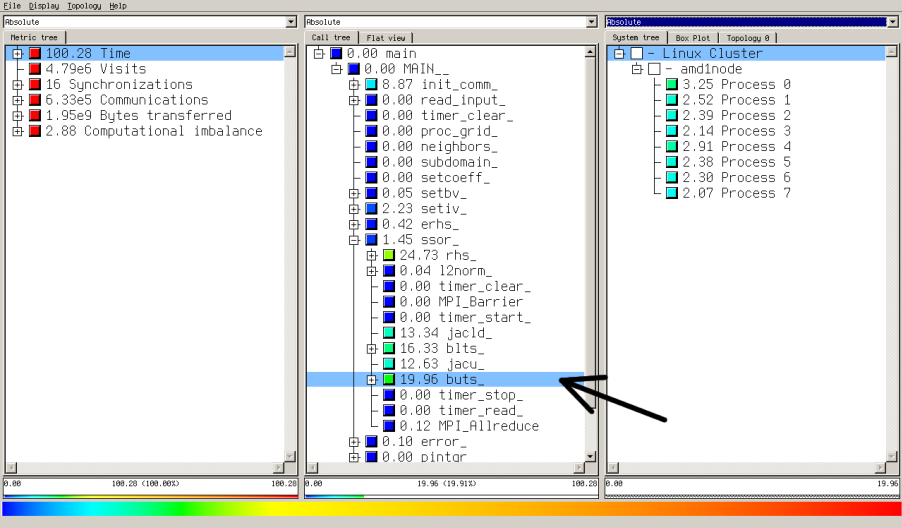 File Display Topology Help
Absolute
Absolute
Absolute
Metric tree
Call tree Flat view
System tree Box Plot Topology 0
100.28 Time
4.79e6 Visits
16 Synchronizations
6.33e5 Communications
1.95e9 Bytes transferred
2.88 Computational imbalance
0.00 main
0.00 MAIN__
8.87 init_comm_
0.00 read_input_
0.00 timer_clear_
0.00 proc_grid_
0.00 neighbors_
0.00 subdomain_
0.00 setcoeff_
0.05 setbv_
2.23 setiv_
0.42 erhs_
1.45 ssor_
24.73 rhs_
0.04 l2norm_
0.00 timer_clear_
0.00 MPI_Barrier
0.00 timer_start_
13.34 jacld_
16.33 blts_
12.63 jacu_
19.96 buts_
0.00 timer_stop_
0.00 timer_read_
0.12 MPI_Allreduce
0.10 error_
0.00 pintgr
- Linux Cluster
- amd1node
3.25 Process 0
2.52 Process 1
2.39 Process 2
2.14 Process 3
2.91 Process 4
2.38 Process 5
2.30 Process 6
2.07 Process 7
0.00 100.28 (100.00%) 100.28
0.00 19.96 (19.91%) 100.28
0.00 19.96